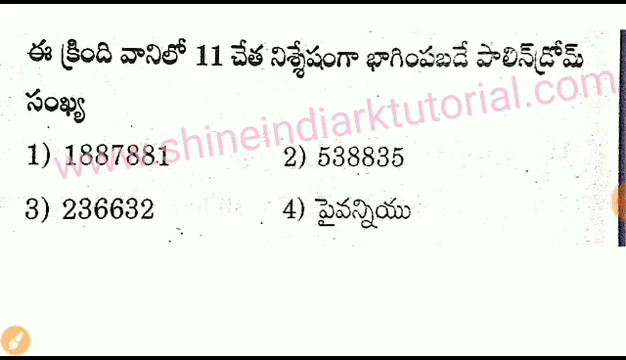 ఈ క్రింది వానిలో 11 చేత నిశ్శేషంగా భాగింపబడే పాలిన్‌డ్రోమ్
సంఖ్య
www.shineindiarktutorial.com
1) 1887881 2) 538835
3) 236632 4) పైవన్నియు